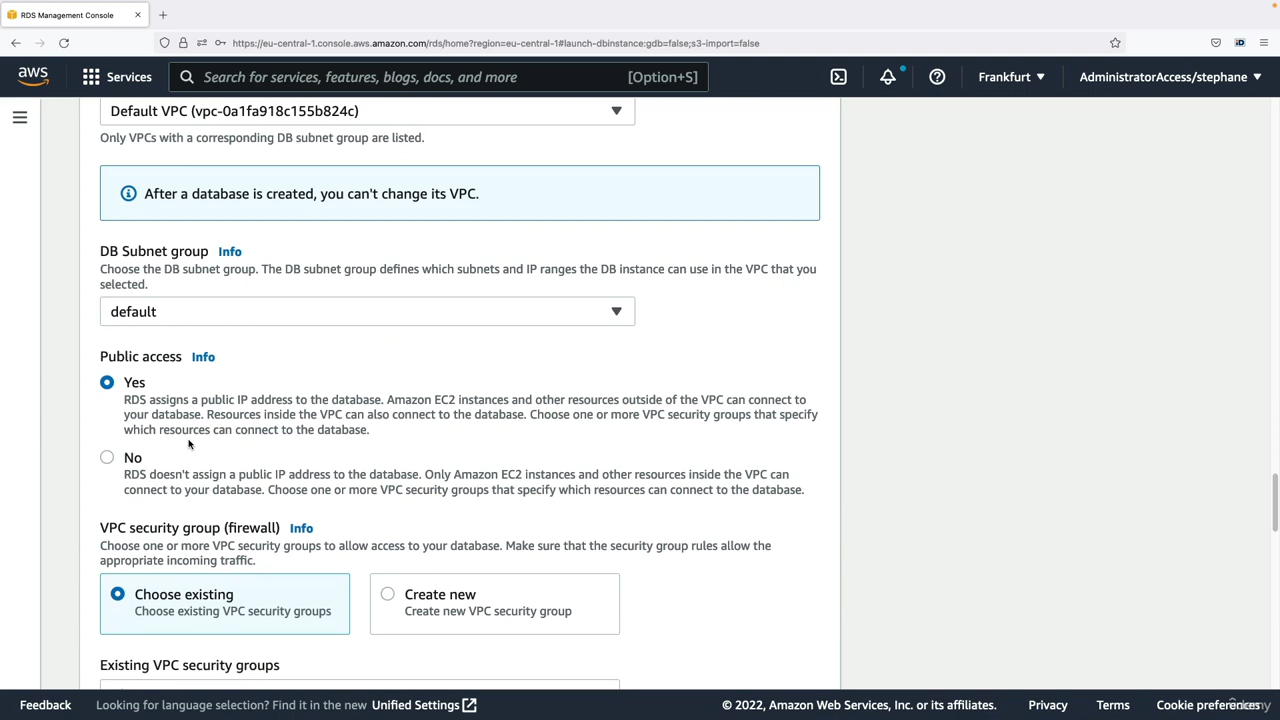 RDS Management Console
https://eu-central-1.console.aws.amazon.com/rds/home?region=eu-central-1#launch-dbinstance:gdb=false;s3-import=false
aws
Services
Search for services, features, blogs, docs, and more
[Option+S]
Frankfurt
AdministratorAccess/stephane
Default VPC (vpc-0a1fa918c155b824c)
Only VPCs with a corresponding DB subnet group are listed.
After a database is created, you can't change its VPC.
DB Subnet group Info
Choose the DB subnet group. The DB subnet group defines which subnets and IP ranges the DB instance can use in the VPC that you
selected.
default
Public access Info
Yes
RDS assigns a public IP address to the database. Amazon EC2 instances and other resources outside of the VPC can connect to
your database. Resources inside the VPC can also connect to the database. Choose one or more VPC security groups that specify
which resources can connect to the database.
No
RDS doesn't assign a public IP address to the database. Only Amazon EC2 instances and other resources inside the VPC can
connect to your database. Choose one or more VPC security groups that specify which resources can connect to the database.
VPC security group (firewall) Info
Choose one or more VPC security groups to allow access to your database. Make sure that the security group rules allow the
appropriate incoming traffic.
Choose existing
Choose existing VPC security groups
Create new
Create new VPC security group
Existing VPC security groups
Feedback
Looking for language selection? Find it in the new Unified Settings
© 2022, Amazon Web Services, Inc. or its affiliates.
Privacy
Terms
Cookie preferences